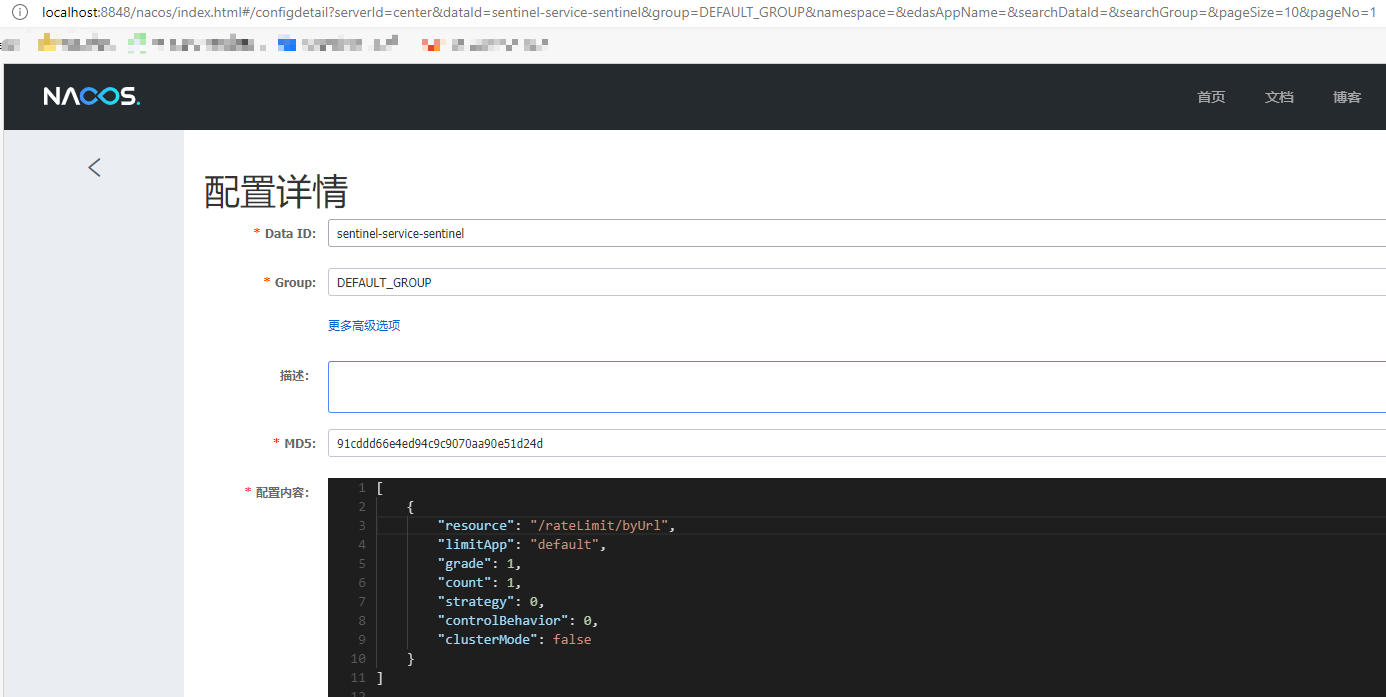 localhost:8848/nacos/index.html#/configdetail?serverId=center&dataId=sentinel-service-sentinel&group=DEFAULT_GROUP&namespace=&edasAppName=&searchDataId=&searchGroup=&pageSize=10&pageNo=1
NACOS.
首页 文档 博客
配置详情
* Data ID: sentinel-service-sentinel
* Group: DEFAULT_GROUP
更多高级选项
描述:
* MD5: 91cddd66e4ed94c9c9070aa90e51d24d
* 配置内容:
1 [
2 {
3 "resource": "/rateLimit/byUrl",
4 "limitApp": "default",
5 "grade": 1,
6 "count": 1,
7 "strategy": 0,
8 "controlBehavior": 0,
9 "clusterMode": false
10 }
11 ]
12